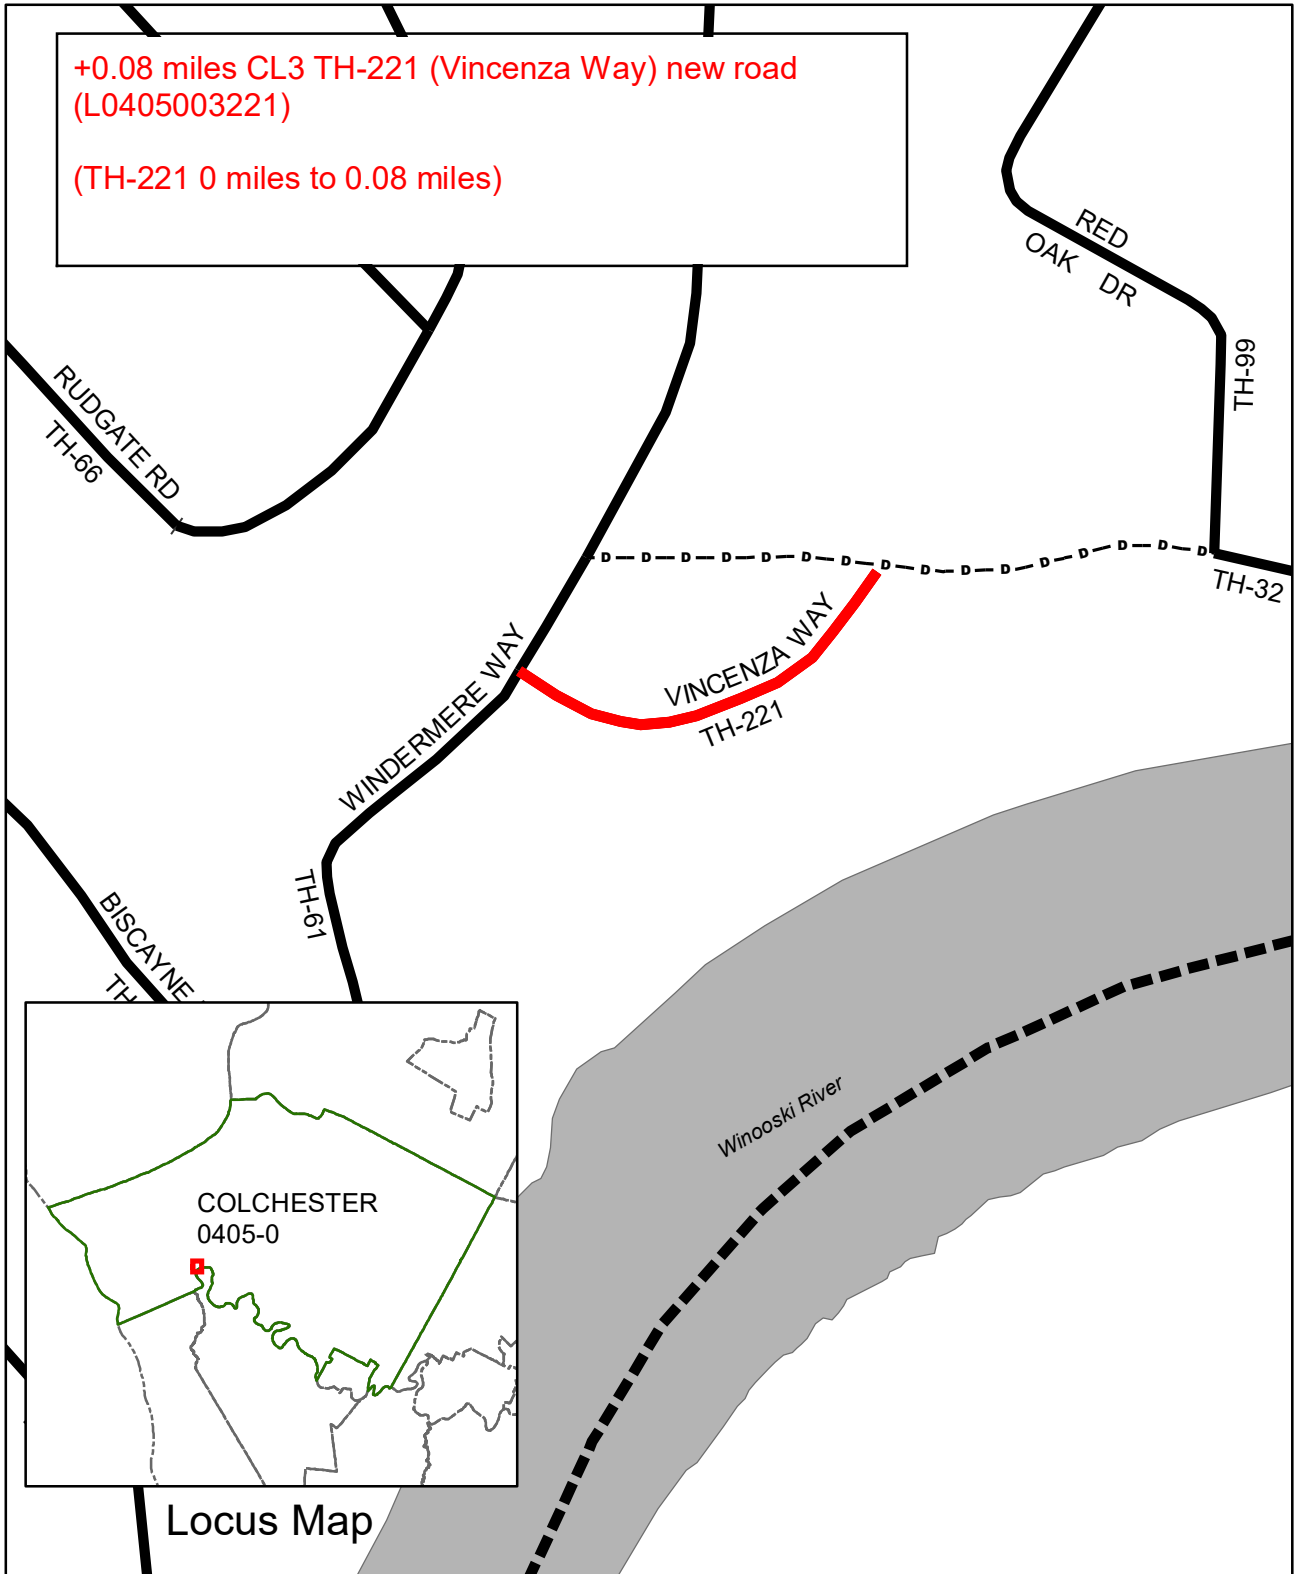 +0.08 miles CL3 TH-221 (Vincenza Way) new road
(L0405003221)
(TH-221 0 miles to 0.08 miles)
RED
OAK DR
TH-99
RUDGATE RD
TH-66
D D D D D D D D D D D D D D D D
TH-32
WINDERMERE WAY
VINCENZA WAY
TH-221
TH-61
BISCAYNE
TH-
Winooski River
COLCHESTER
0405-0
Locus Map